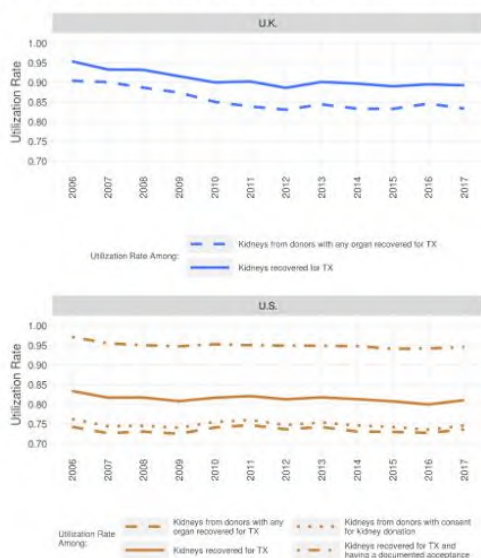 U.K.
Utilization Rate
1.00
0.95
0.90
0.85
0.80
0.75
0.70
2006 2007 2008 2009 2010 2011 2012 2013 2014 2015 2016 2017
Utilization Rate Among:
Kidneys from donors with any organ recovered for TX
Kidneys recovered for TX
U.S.
Utilization Rate
1.00
0.95
0.90
0.85
0.80
0.75
0.70
2006 2007 2008 2009 2010 2011 2012 2013 2014 2015 2016 2017
Utilization Rate
Among:
Kidneys from donors with any
organ recovered for TX
Kidneys recovered for TX
Kidneys from donors with consent
for kidney donation
Kidneys recovered for TX and
having a documented acceptance